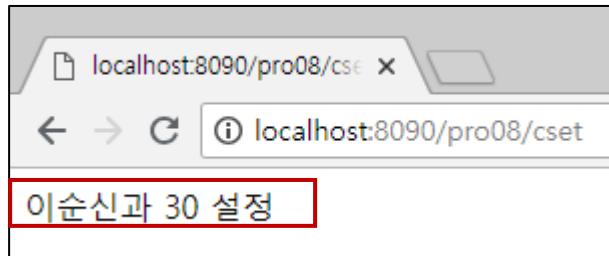 localhost:8090/pro08/cse
localhost:8090/pro08/cset
이순신과 30 설정